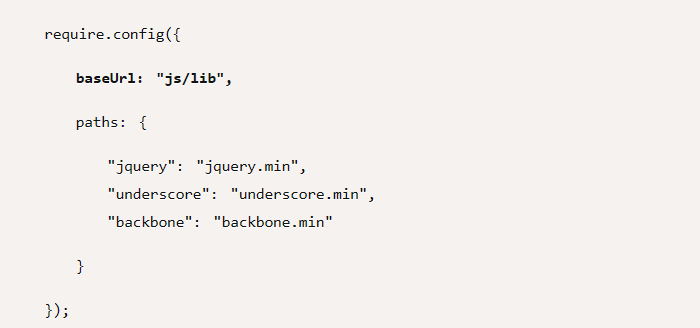 require.config({
baseUrl: "js/lib",
paths: {
"jquery": "jquery.min",
"underscore": "underscore.min",
"backbone": "backbone.min"
}
});